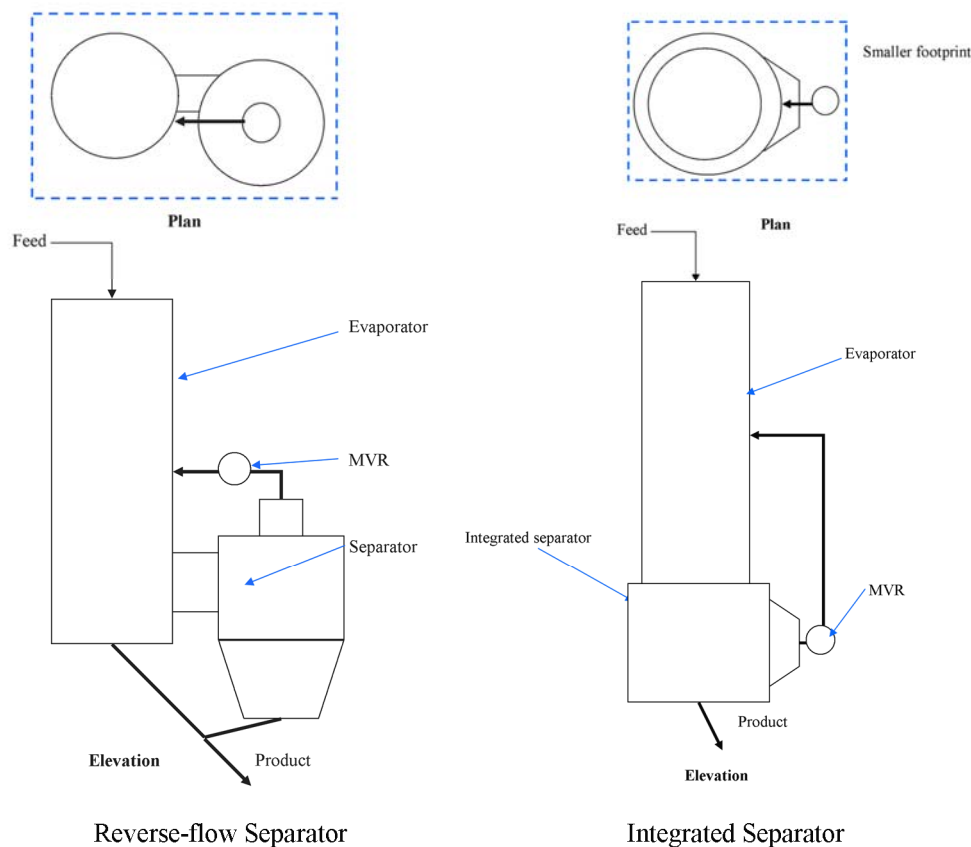 Smaller footprint
Plan
Plan
Feed
Feed
Evaporator
Evaporator
MVR
Integrated separator
Separator
MVR
Product
Elevation
Product
Elevation
Reverse-flow Separator
Integrated Separator